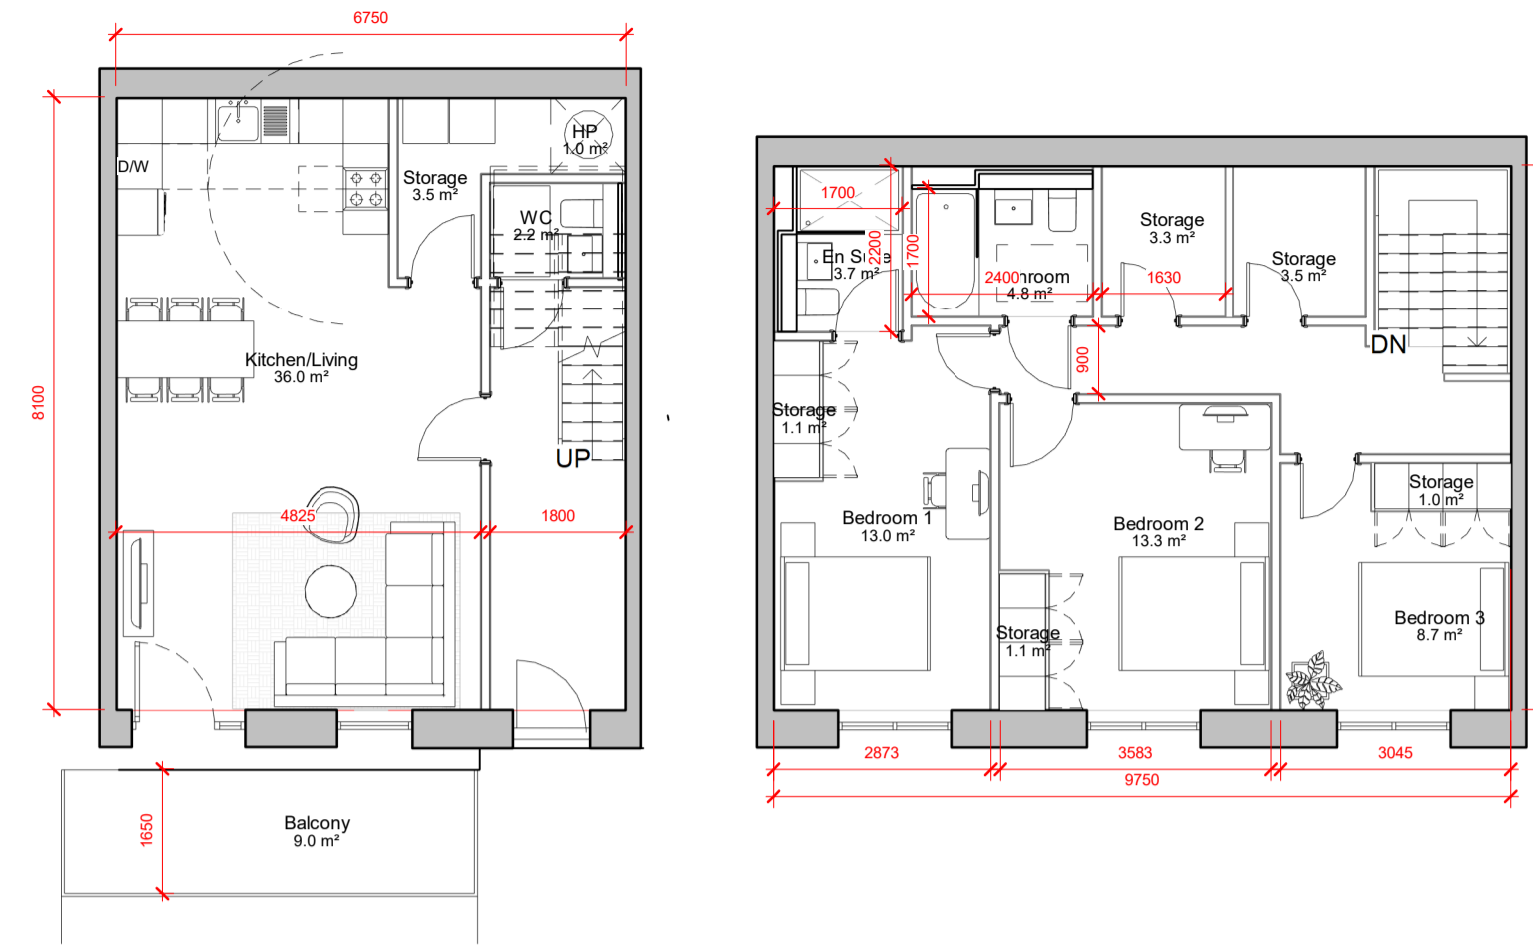 6750
HP
1.0 m²
D/W
Storage
3.5 m²
WC
2.2 m²
Kitchen/Living
36.0 m²
8100
UP
4825
1800
1650
Balcony
9.0 m²
1700
2200
En Su
3.7 m²
1700
2400
room
4.8 m²
Storage
3.3 m²
1630
Storage
3.5 m²
DN
900
Storage
1.1 m²
Bedroom 1
13.0 m²
Bedroom 2
13.3 m²
Storage
1.0 m²
Storage
1.1 m²
Bedroom 3
8.7 m²
2873
3583
3045
9750